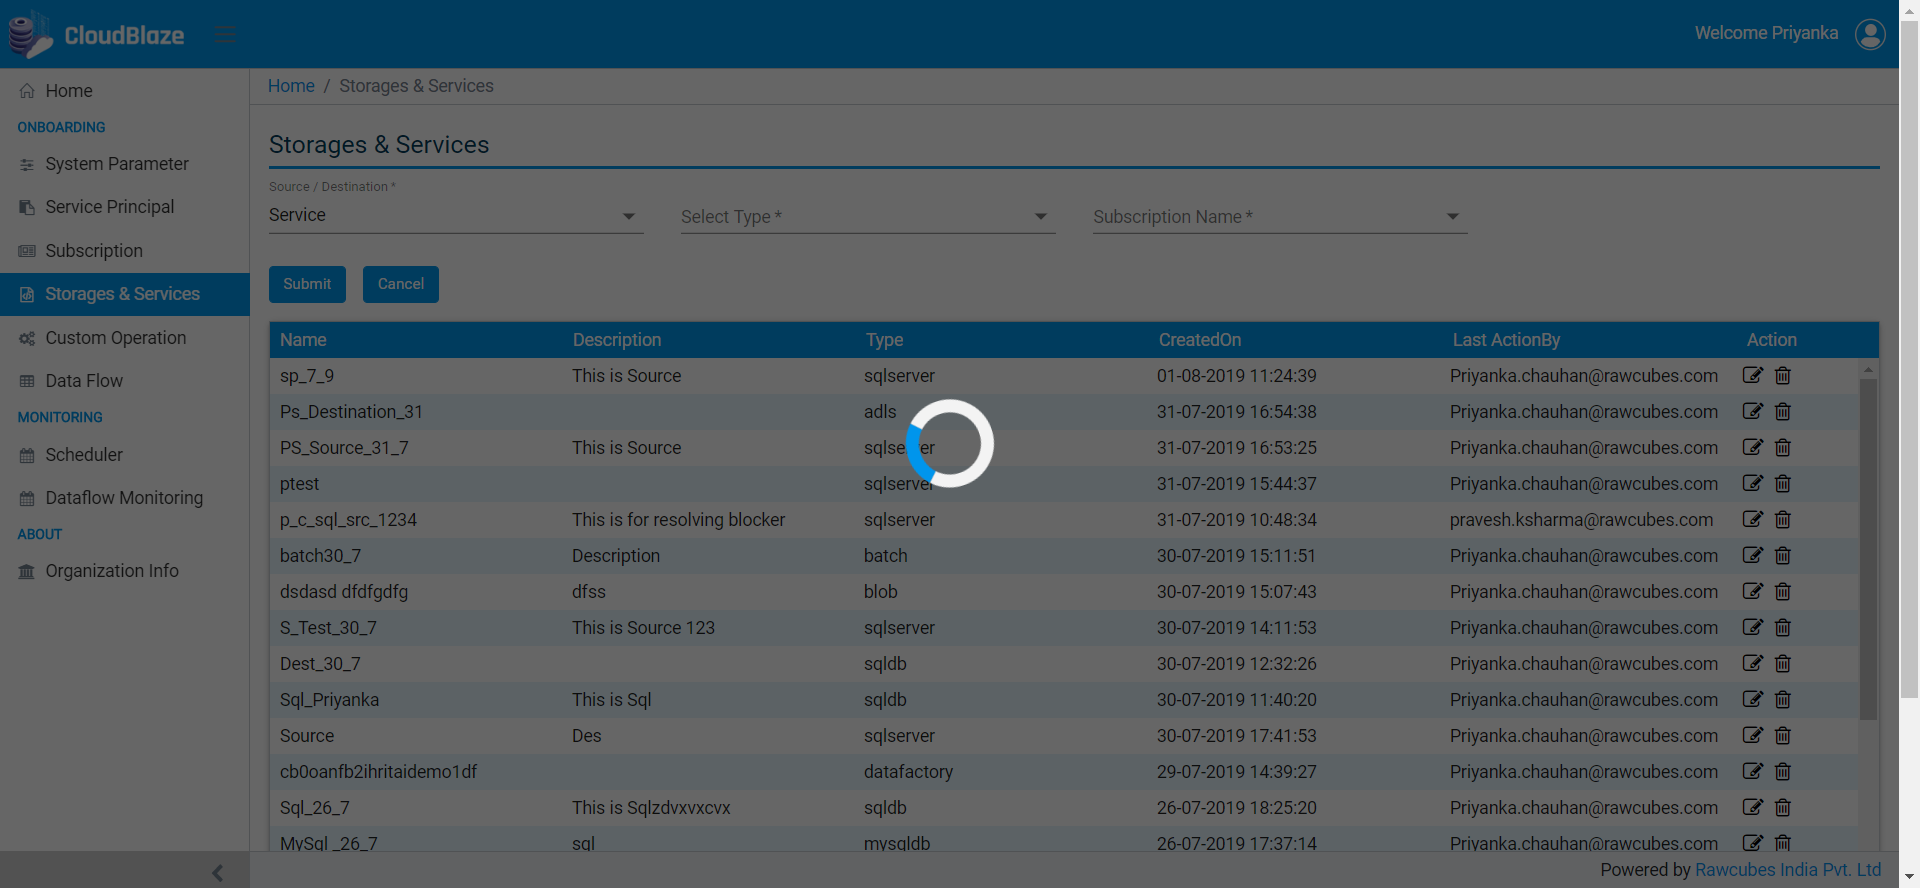 CloudBlaze
Welcome Priyanka
Home
ONBOARDING
System Parameter
Service Principal
Subscription
Storages & Services
Custom Operation
Data Flow
MONITORING
Scheduler
Dataflow Monitoring
ABOUT
Organization Info
Home / Storages & Services
Storages & Services
Source / Destination *
Service
Select Type *
Subscription Name *
Submit
Cancel
Name Description Type CreatedOn Last ActionBy Action
sp_7_9 This is Source sqlserver 01-08-2019 11:24:39 Priyanka.chauhan@rawcubes.com
Ps_Destination_31 adls 31-07-2019 16:54:38 Priyanka.chauhan@rawcubes.com
PS_Source_31_7 This is Source sqlserver 31-07-2019 16:53:25 Priyanka.chauhan@rawcubes.com
ptest sqlserver 31-07-2019 15:44:37 Priyanka.chauhan@rawcubes.com
p_c_sql_src_1234 This is for resolving blocker sqlserver 31-07-2019 10:48:34 pravesh.ksharma@rawcubes.com
batch30_7 Description batch 30-07-2019 15:11:51 Priyanka.chauhan@rawcubes.com
dsdasd dfdfgdfg dfss blob 30-07-2019 15:07:43 Priyanka.chauhan@rawcubes.com
S_Test_30_7 This is Source 123 sqlserver 30-07-2019 14:11:53 Priyanka.chauhan@rawcubes.com
Dest_30_7 sqldb 30-07-2019 12:32:26 Priyanka.chauhan@rawcubes.com
Sql_Priyanka This is Sql sqldb 30-07-2019 11:40:20 Priyanka.chauhan@rawcubes.com
Source Des sqlserver 30-07-2019 17:41:53 Priyanka.chauhan@rawcubes.com
cb0oanfb2ihritaidemo1df datafactory 29-07-2019 14:39:27 Priyanka.chauhan@rawcubes.com
Sql_26_7 This is Sqlzdvxvxcvx sqldb 26-07-2019 18:25:20 Priyanka.chauhan@rawcubes.com
MySql _26_7 sql mysqldb 26-07-2019 17:37:14 Priyanka.chauhan@rawcubes.com
Powered by Rawcubes India Pvt. Ltd